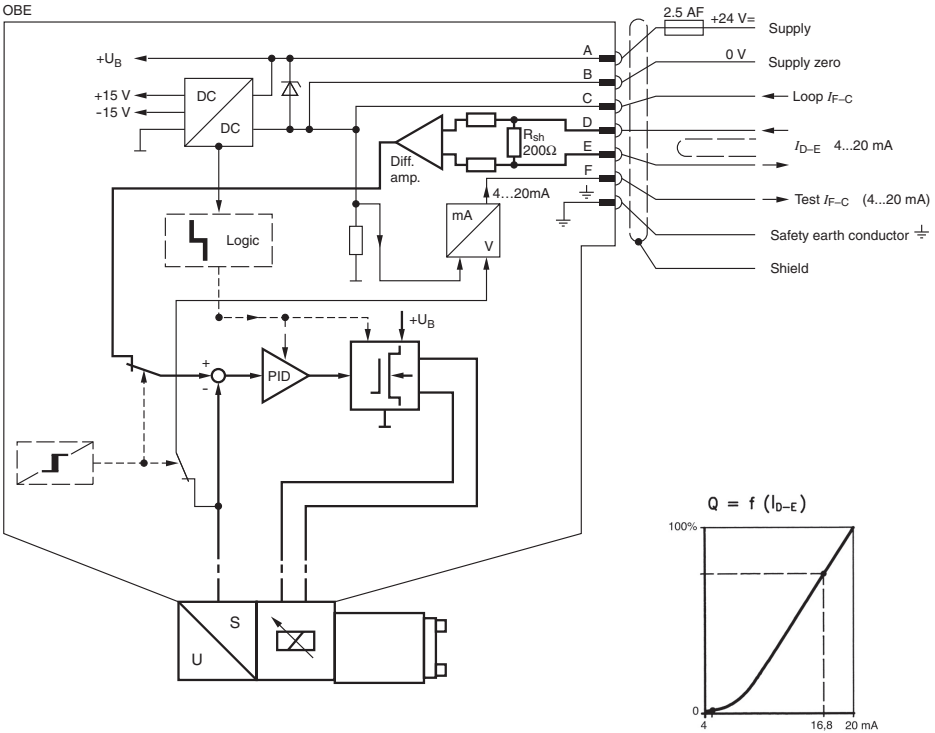 OBE
2.5 AF
+24 V=
Supply
+U_B
A
0 V
Supply zero
B
+15 V
-15 V
DC
DC
C
Loop I_F–C
D
R_sh
200Ω
I_D–E 4...20 mA
E
Diff.
amp.
F
4...20mA
Test I_F–C (4...20 mA)
mA
V
Logic
Safety earth conductor
Shield
+U_B
+
-
PID
Q = f (I_D–E)
100%
S
U
0
4
16,8
20 mA